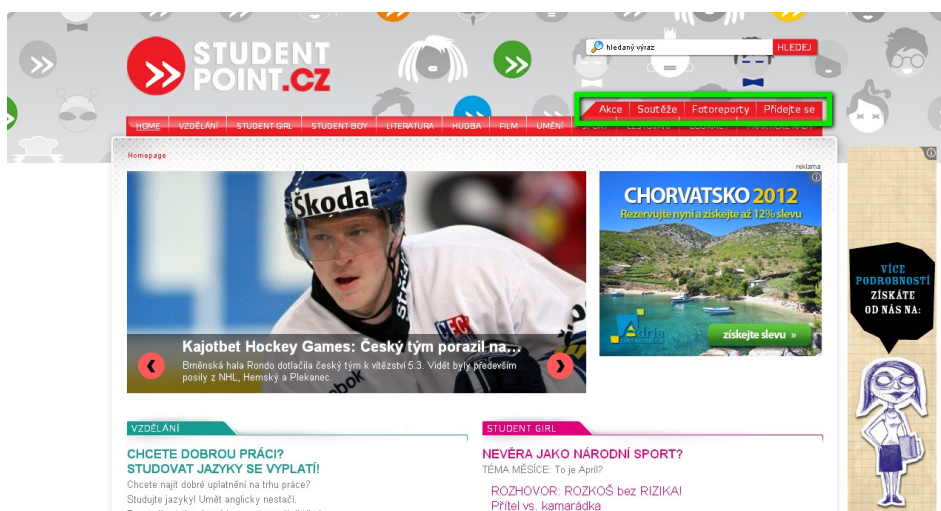 STUDENT
POINT.CZ
hledaný výraz
HLEDEJ
Akce Soutěže Fotoreporty Přidejte se
HOME VZDĚLÁNÍ STUDENT GIRL STUDENT BOY LITERATURA HUDBA FILM UMĚNÍ
Homepage
reklama
Škoda
Kajotbet Hockey Games: Český tým porazil na...
Brněnská hala Rondo dotlačila český tým k vítězství 5:3. Vidět byly především
posily z NHL, Hemský a Plekanec.
CHORVATSKO 2012
Rezervujte nyní a získejte až 12% slevu
Adria
získejte slevu »
VÍCE
PODROBNOSTÍ
ZÍSKÁTE
OD NÁS NA:
VZDĚLÁNÍ
CHCETE DOBROU PRÁCI?
STUDOVAT JAZYKY SE VYPLATÍ!
Chcete najít dobré uplatnění na trhu práce?
Studujte jazyky! Umět anglicky nestačí.
STUDENT GIRL
NEVĚRA JAKO NÁRODNÍ SPORT?
TÉMA MĚSÍCE: To je Apríl?
ROZHOVOR: ROZKOŠ bez RIZIKA!
Přítel vs. kamarádka